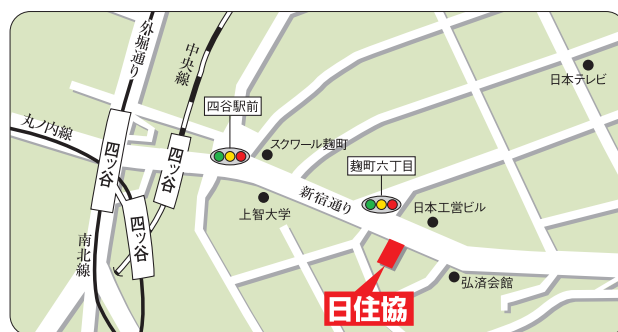 外堀通り
中央線
日本テレビ
四谷駅前
丸ノ内線
スクワール麹町
四ッ谷
四ッ谷
麹町六丁目
新宿通り
上智大学
日本工営ビル
四ッ谷
南北線
弘済会館
日住協